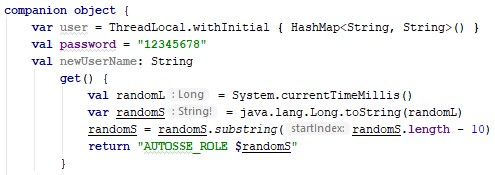 companion object {
    var user = ThreadLocal.withInitial { HashMap<String, String>() }
    val password = "12345678"
    val newUserName: String
        get() {
            val randomL : Long = System.currentTimeMillis()
            var randomS : String! = java.lang.Long.toString(randomL)
            randomS = randomS.substring( startIndex: randomS.length - 10)
            return "AUTOSSE_ROLE $randomS"
        }